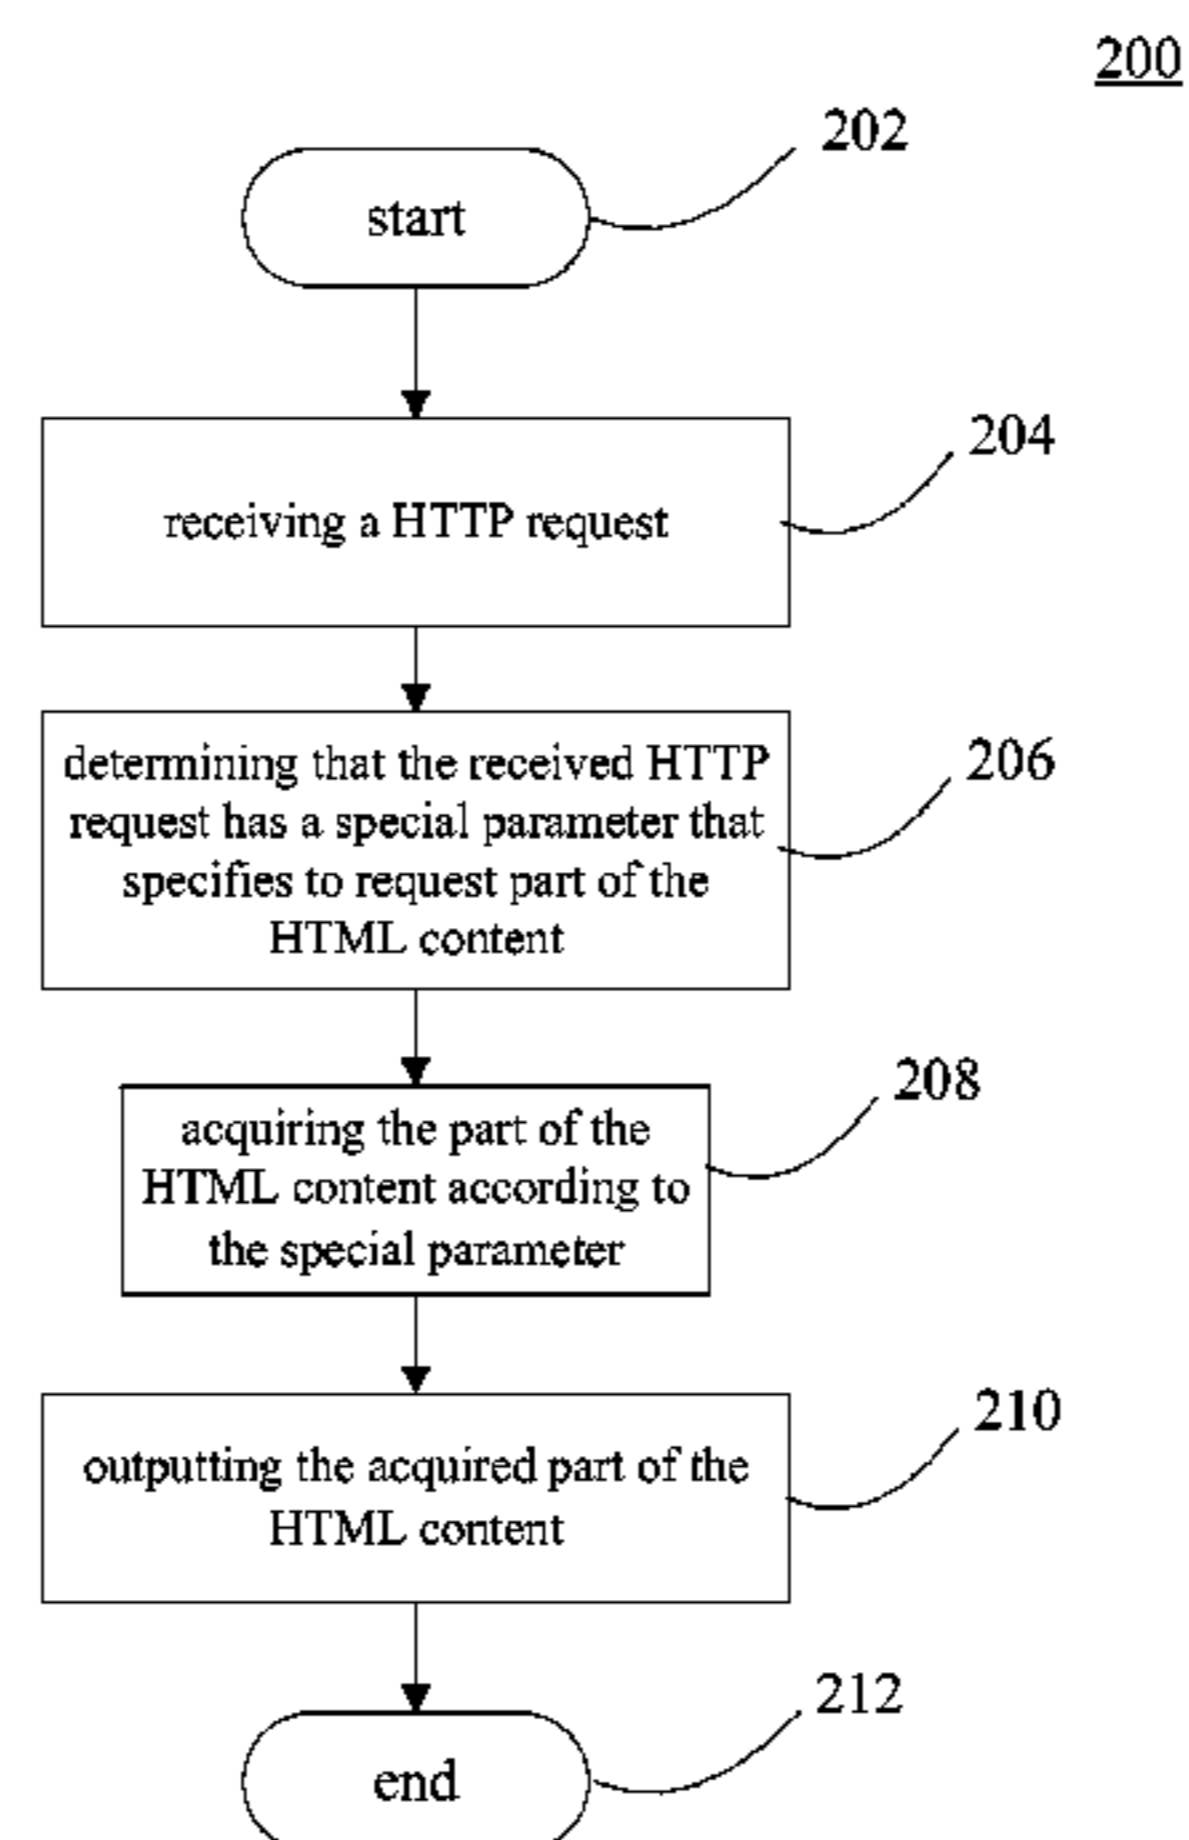 200
202
start
204
receiving a HTTP request
206
determining that the received HTTP
request has a special parameter that
specifies to request part of the
HTML content
208
acquiring the part of the
HTML content according to
the special parameter
210
outputting the acquired part of the
HTML content
212
end